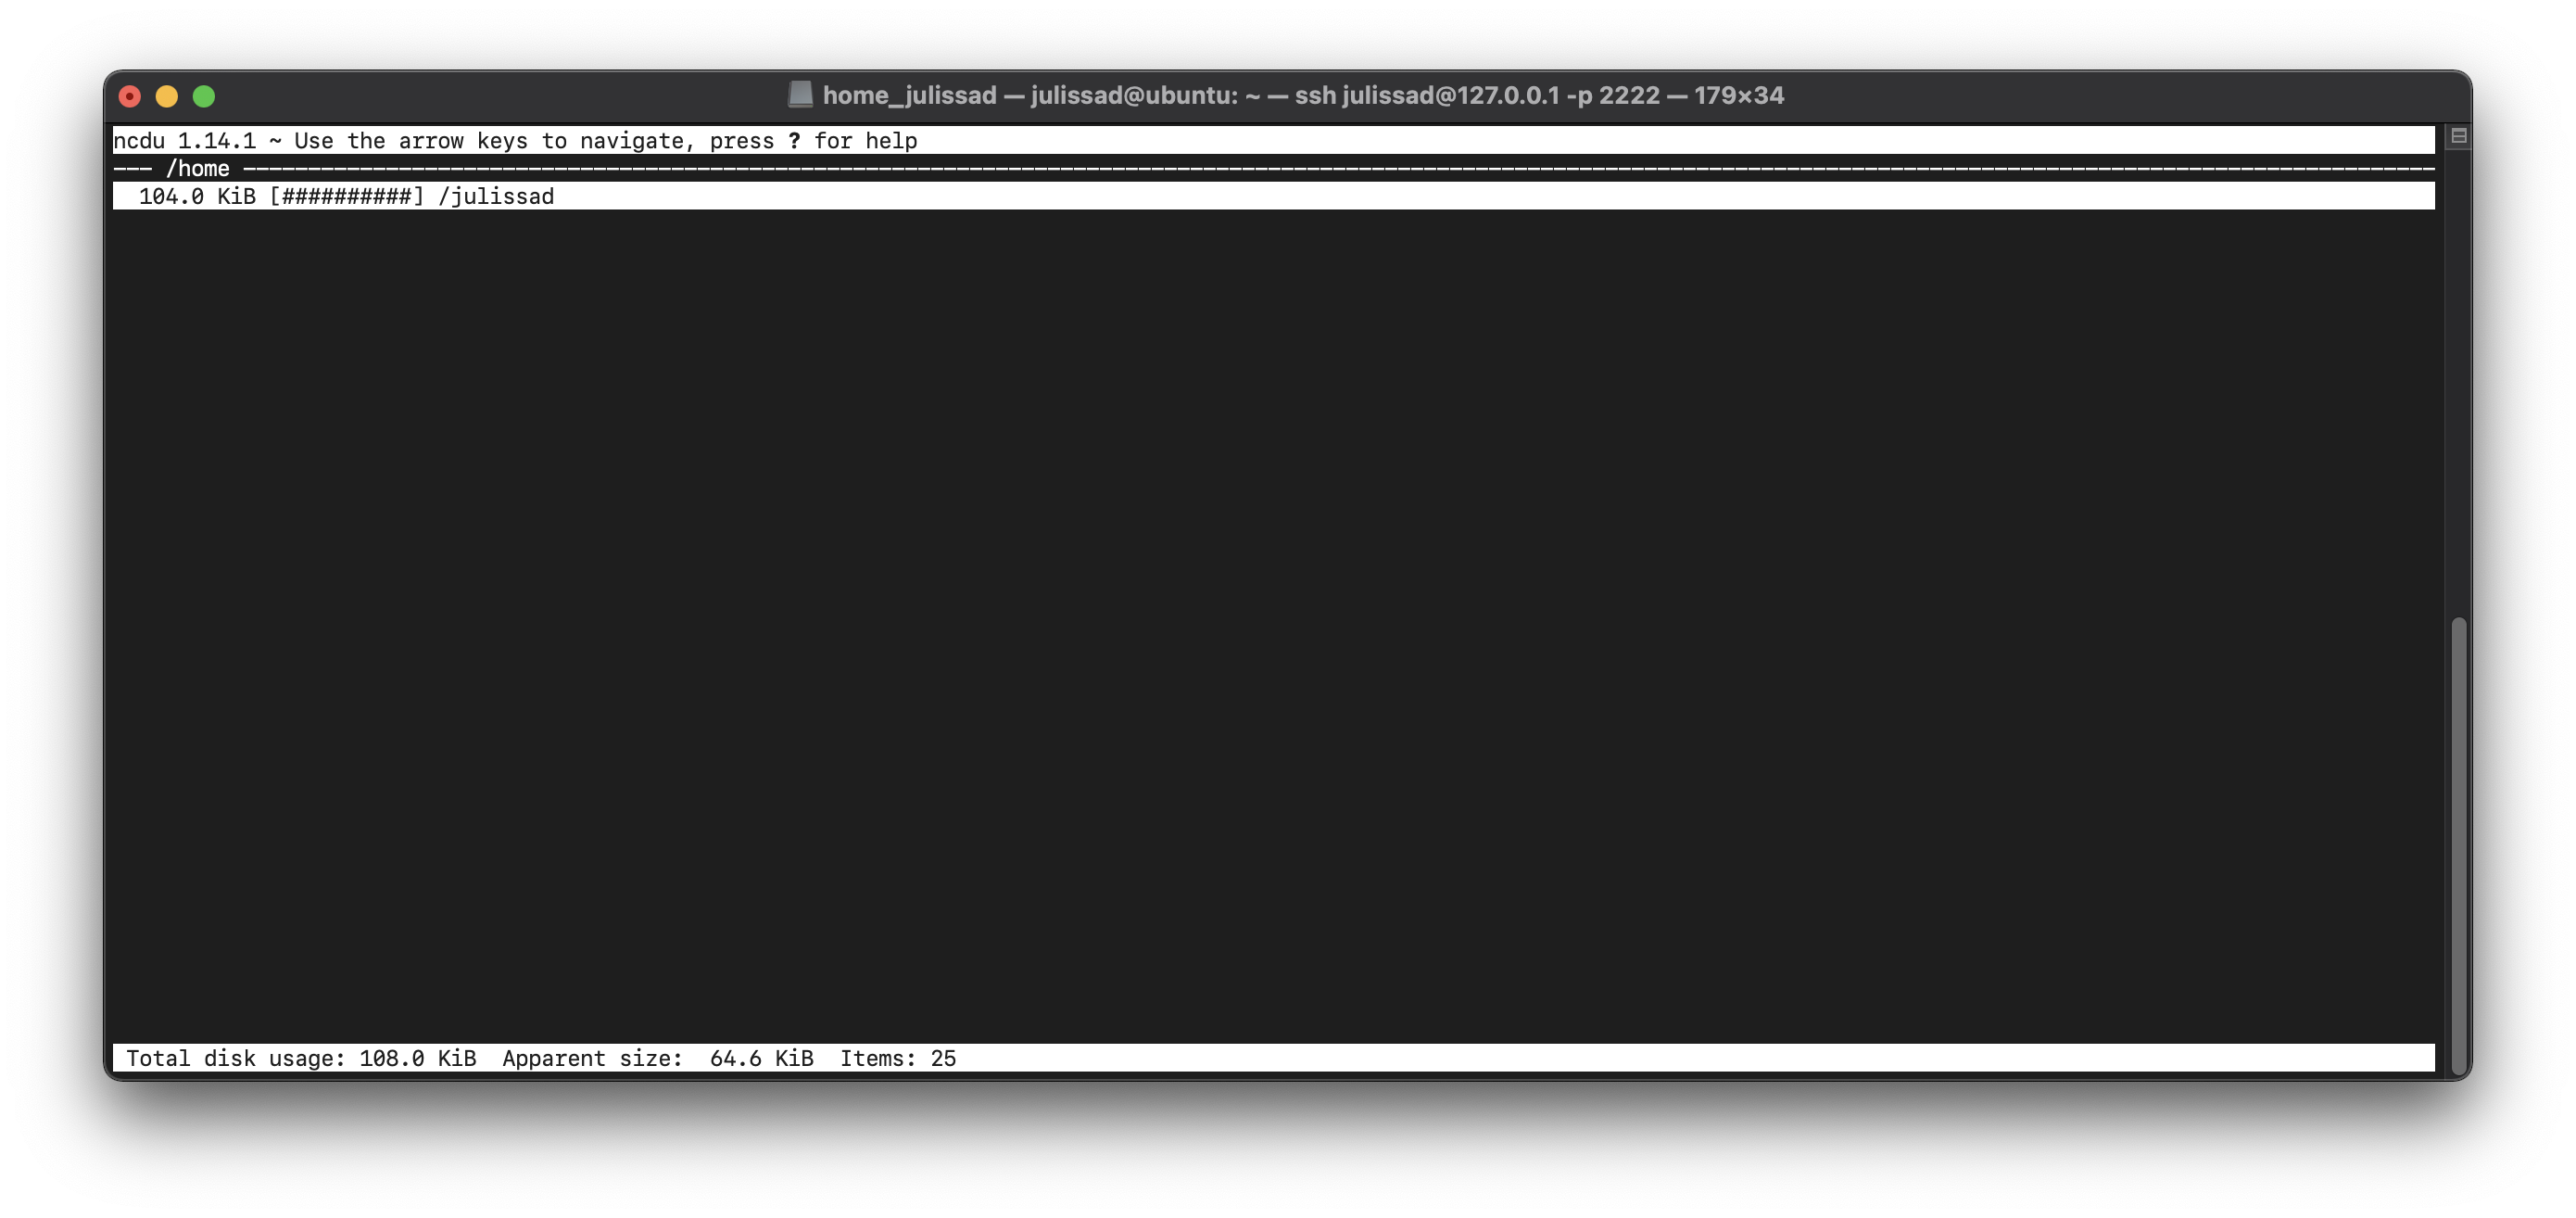 home_julissad — julissad@ubuntu: ~ — ssh julissad@127.0.0.1 -p 2222 — 179×34
ncdu 1.14.1 ~ Use the arrow keys to navigate, press ? for help
--- /home ---------------------------------------------------------------------------------------------------------------------------------------------------------------------------
  104.0 KiB [##########] /julissad
 Total disk usage: 108.0 KiB  Apparent size:  64.6 KiB  Items: 25